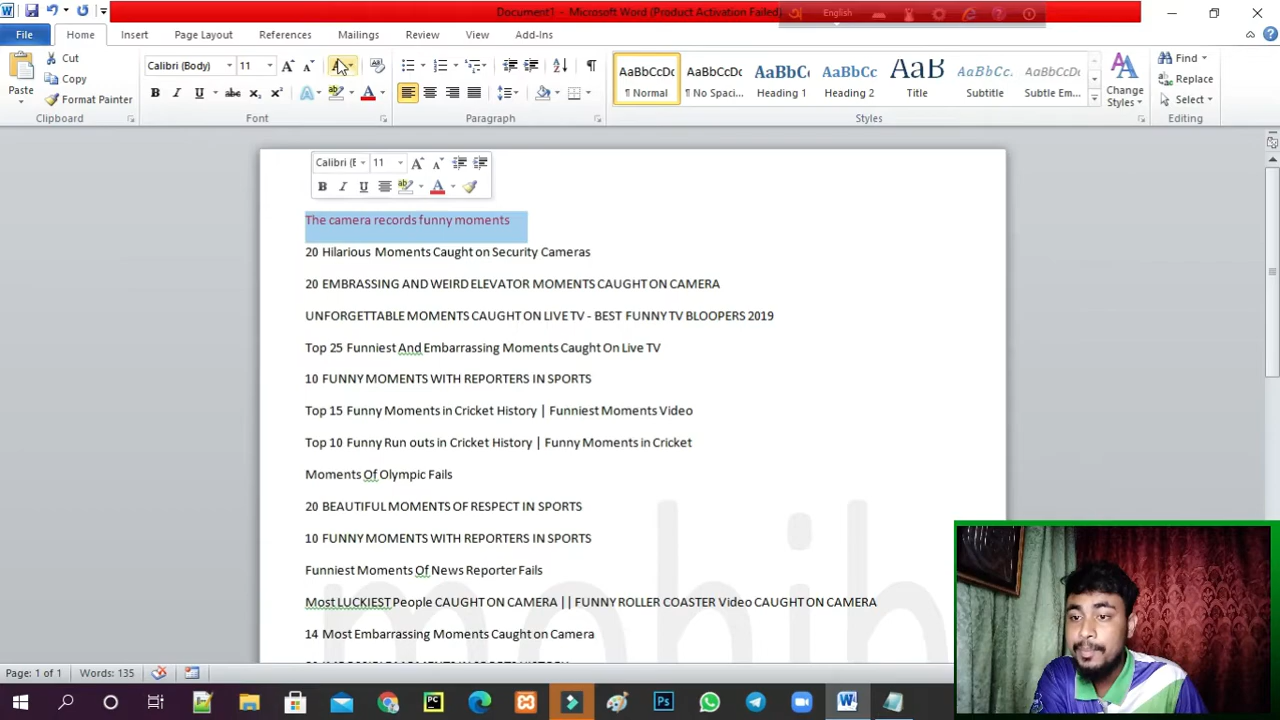 Document1 - Microsoft Word (Product Activation Failed)
English
File Home Insert Page Layout References Mailings Review View Add-Ins
Paste
Cut
Copy
Format Painter
Clipboard
Calibri (Body) 11
Font
Paragraph
AaBbCcDc AaBbCcDc AaBbC AaBbCc AaB AaBbCc. AaBbCcDc
¶ Normal ¶ No Spaci... Heading 1 Heading 2 Title Subtitle Subtle Em...
Change Styles
Styles
Find
Replace
Select
Editing
Calibri (E 11
The camera records funny moments
20 Hilarious Moments Caught on Security Cameras
20 EMBRASSING AND WEIRD ELEVATOR MOMENTS CAUGHT ON CAMERA
UNFORGETTABLE MOMENTS CAUGHT ON LIVE TV - BEST FUNNY TV BLOOPERS 2019
Top 25 Funniest And Embarrassing Moments Caught On Live TV
10 FUNNY MOMENTS WITH REPORTERS IN SPORTS
Top 15 Funny Moments in Cricket History | Funniest Moments Video
Top 10 Funny Run outs in Cricket History | Funny Moments in Cricket
Moments Of Olympic Fails
20 BEAUTIFUL MOMENTS OF RESPECT IN SPORTS
10 FUNNY MOMENTS WITH REPORTERS IN SPORTS
Funniest Moments Of News Reporter Fails
Most LUCKIEST People CAUGHT ON CAMERA || FUNNY ROLLER COASTER Video CAUGHT ON CAMERA
14 Most Embarrassing Moments Caught on Camera
mohib
Page: 1 of 1 Words: 135